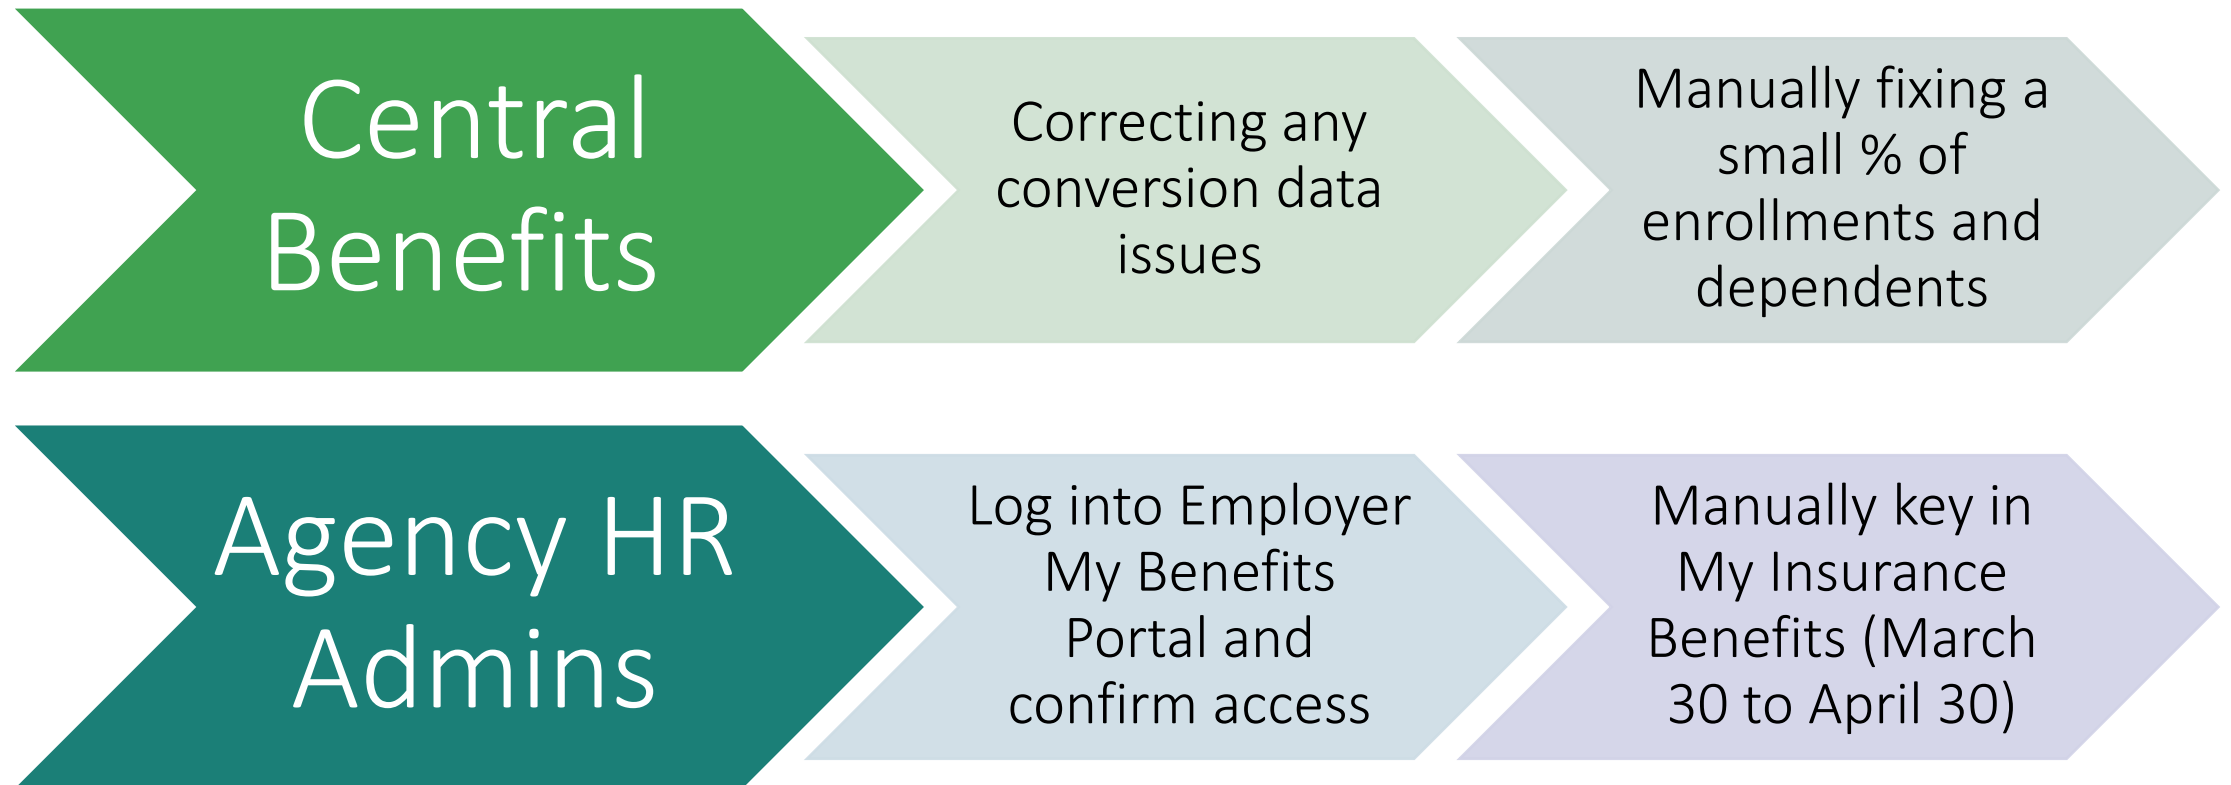 Central
Benefits
Correcting any
conversion data
issues
Manually fixing a
small % of
enrollments and
dependents
Agency HR
Admins
Log into Employer
My Benefits
Portal and
confirm access
Manually key in
My Insurance
Benefits (March
30 to April 30)